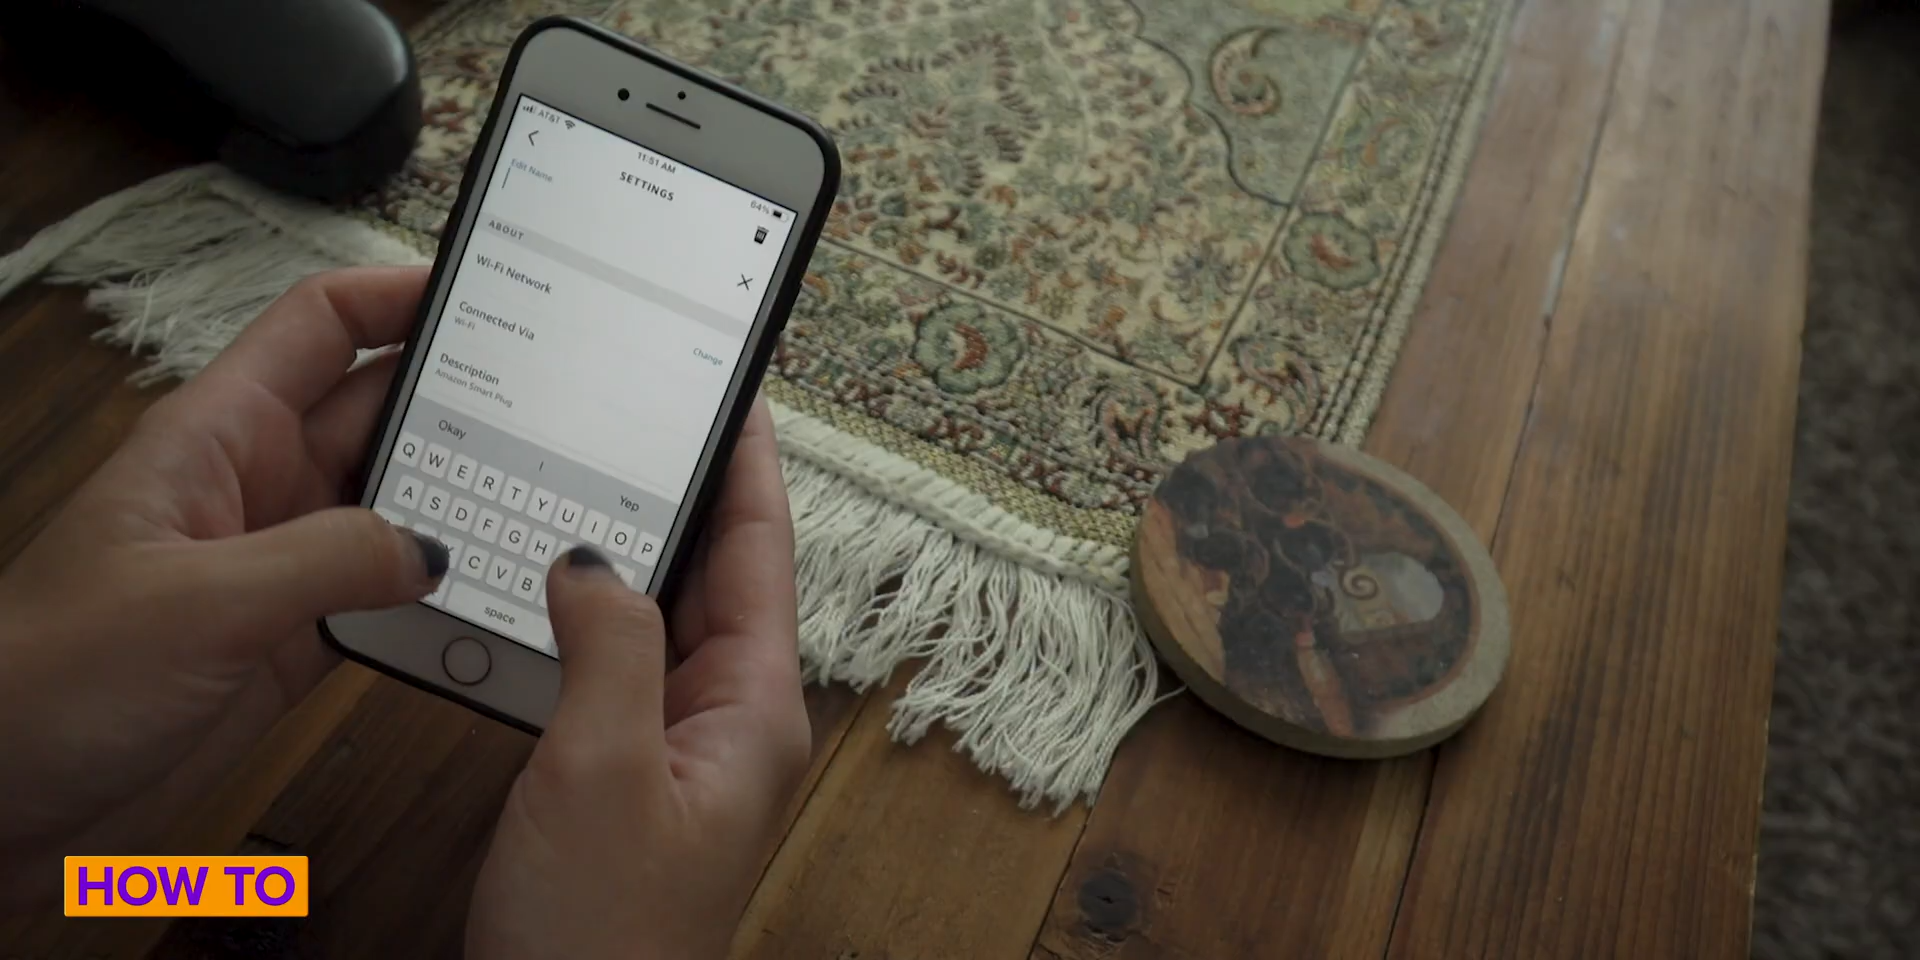 AT&T
11:51 AM
64%
SETTINGS
Edit Name
ABOUT
Wi-Fi Network
Change
Connected Via
Wi-Fi
Description
Amazon Smart Plug
Okay
I
Yep
Q W E R T Y U I O P
A S D F G H
C V B
space
HOW TO